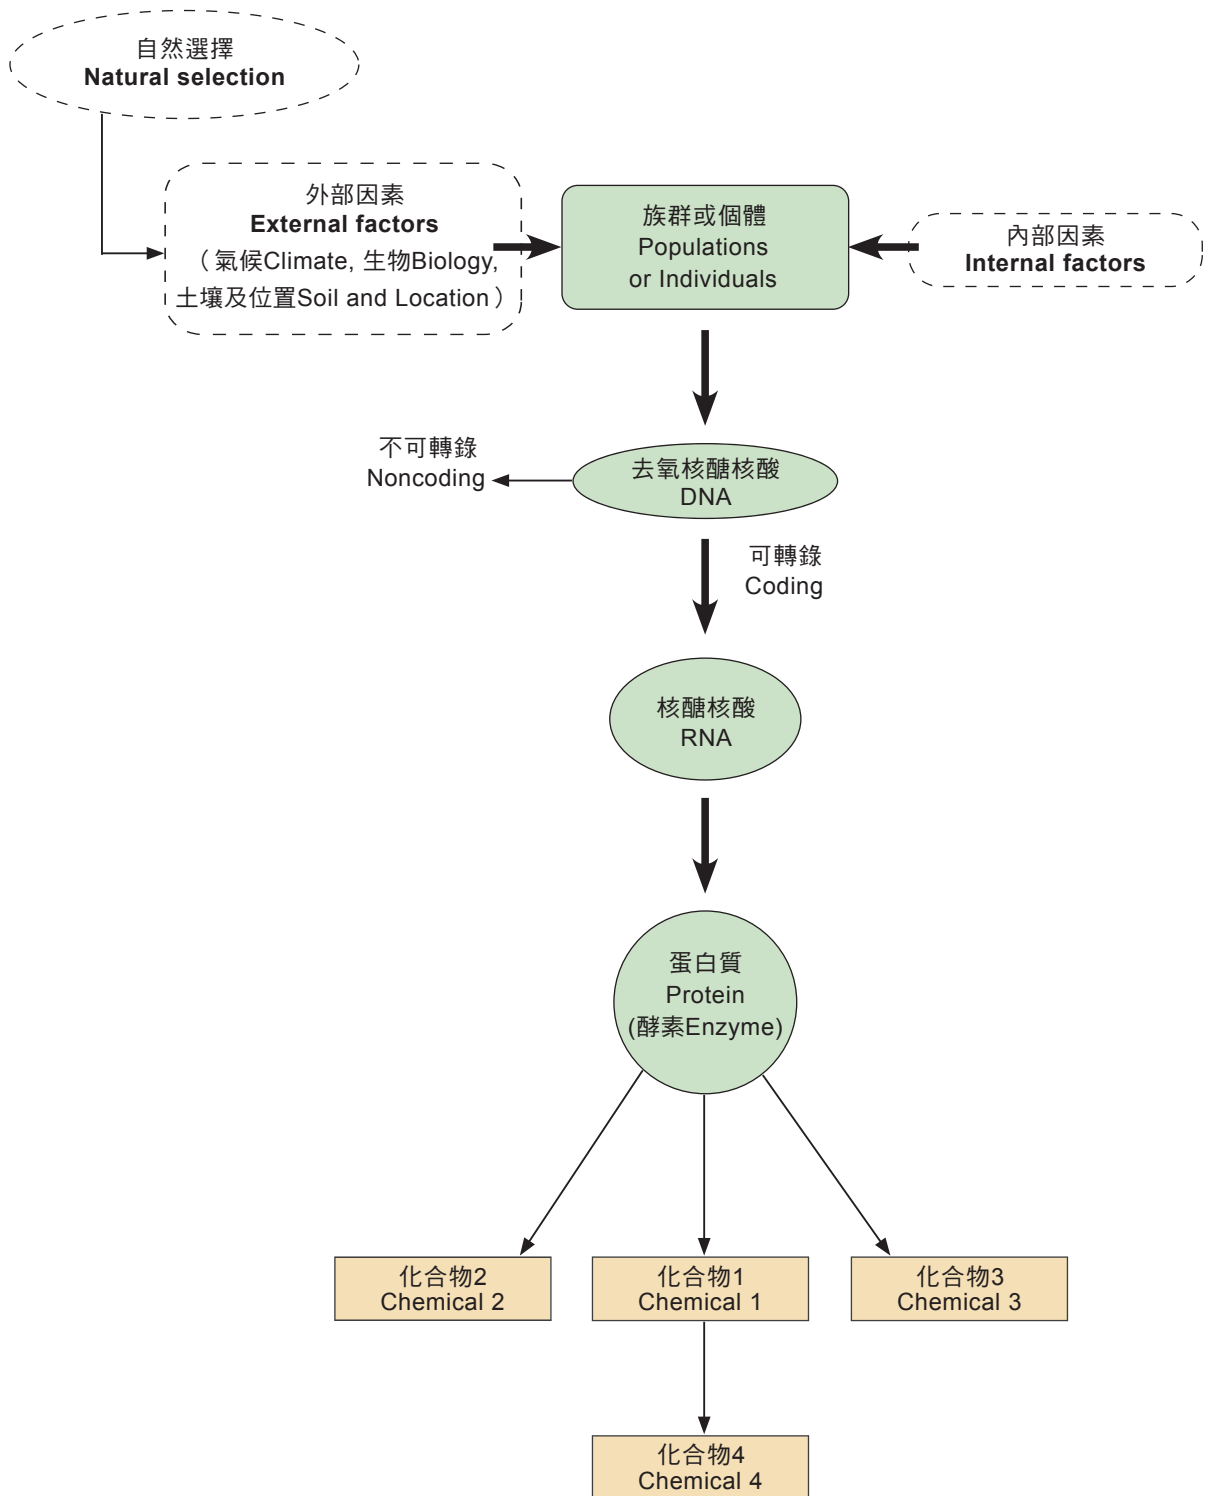 自然選擇
Natural selection
外部因素
External factors
（氣候Climate, 生物Biology,
土壤及位置Soil and Location）
族群或個體
Populations
or Individuals
內部因素
Internal factors
不可轉錄
Noncoding
去氧核醣核酸
DNA
可轉錄
Coding
核醣核酸
RNA
蛋白質
Protein
(酵素Enzyme)
化合物2
Chemical 2
化合物1
Chemical 1
化合物3
Chemical 3
化合物4
Chemical 4